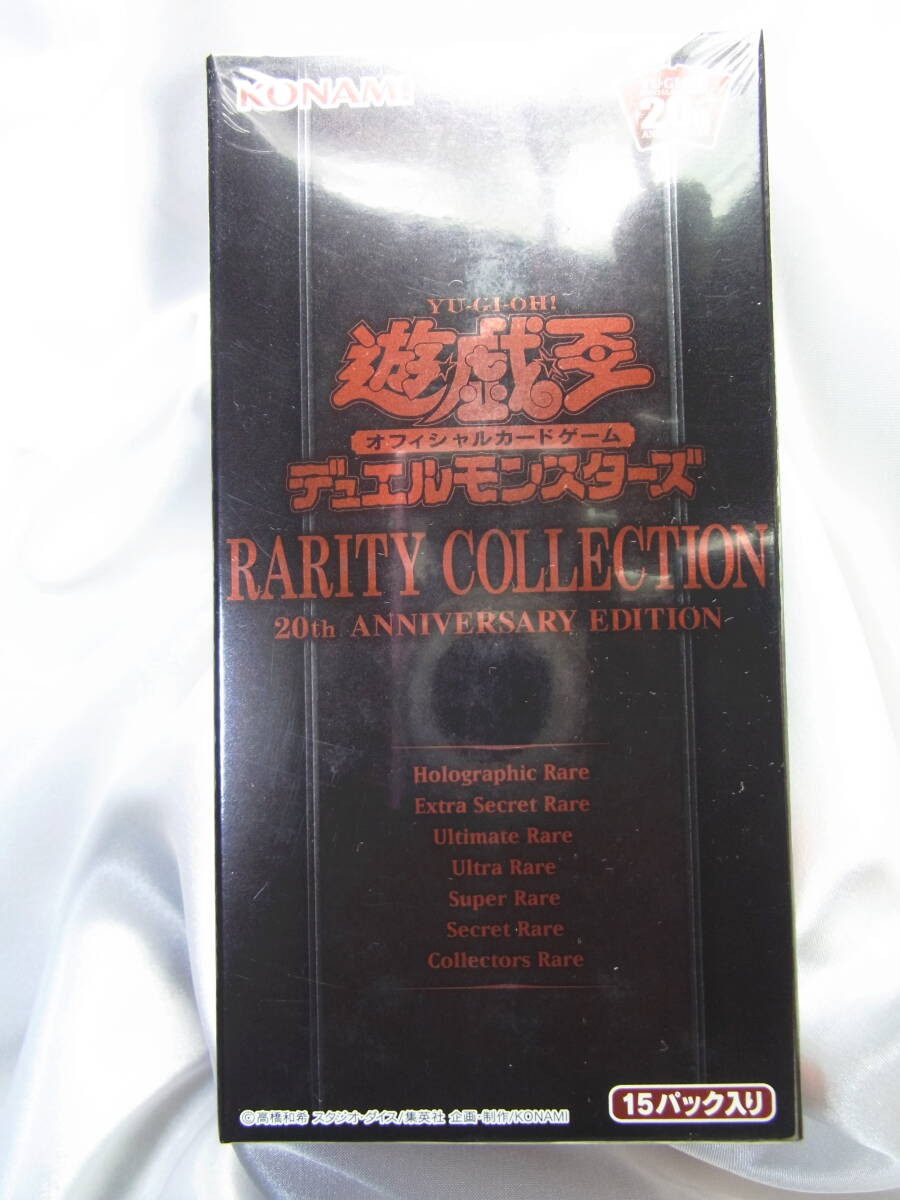 KONAMI
20th
YU-GI-OH!
遊戯王
オフィシャルカードゲーム
デュエルモンスターズ
RARITY COLLECTION
20th ANNIVERSARY EDITION
Holographic Rare
Extra Secret Rare
Ultimate Rare
Ultra Rare
Super Rare
Secret Rare
Collectors Rare
©高橋和希 スタジオ・ダイス/集英社 企画・制作/KONAMI
15パック入り